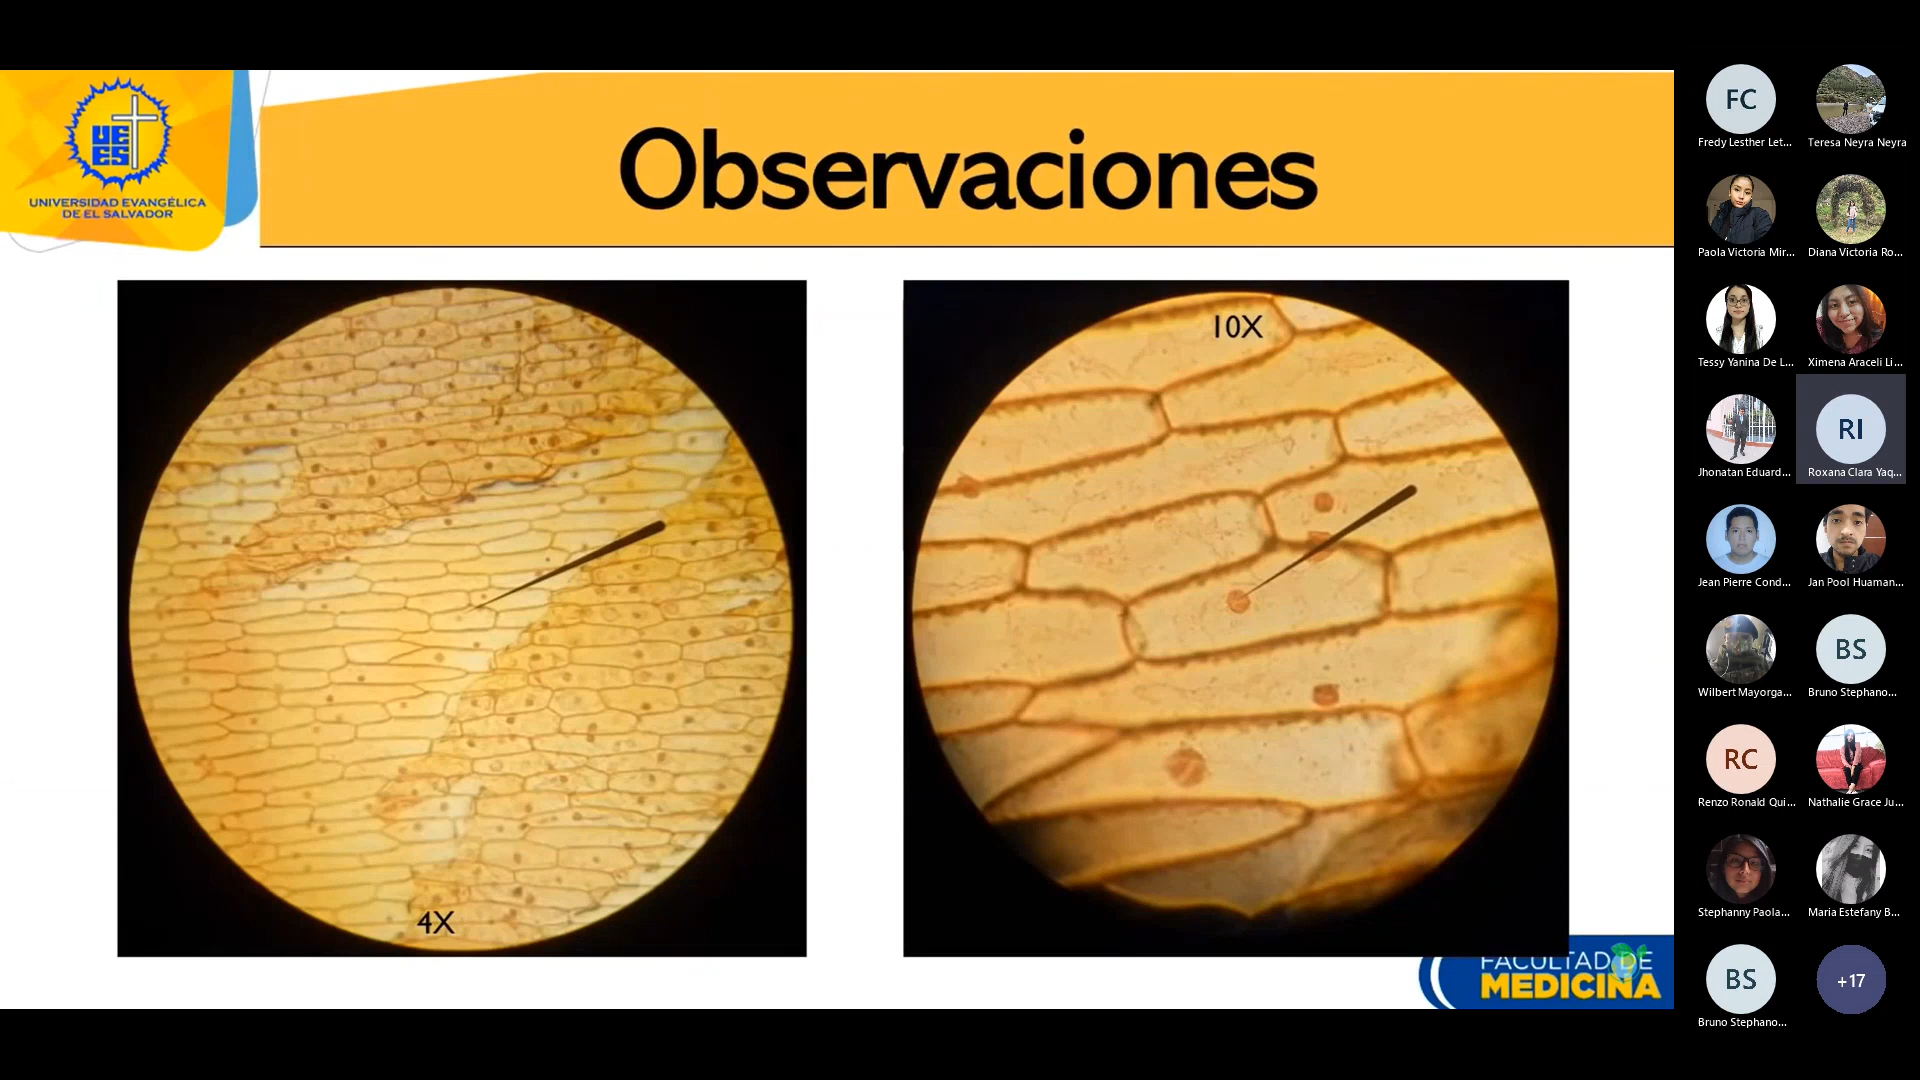 UE
ES
UNIVERSIDAD EVANGÉLICA
DE EL SALVADOR
Observaciones
4X
10X
FACULTAD DE
MEDICINA
FC
Fredy Lesther Let...
Teresa Neyra Neyra
Paola Victoria Mir...
Diana Victoria Ro...
Tessy Yanina De L...
Ximena Araceli Li...
Jhonatan Eduard...
RI
Roxana Clara Yaq...
Jean Pierre Cond...
Jan Pool Huaman...
Wilbert Mayorga...
BS
Bruno Stephano...
RC
Renzo Ronald Qui...
Nathalie Grace Ju...
Stephanny Paola...
Maria Estefany B...
BS
Bruno Stephano...
+17